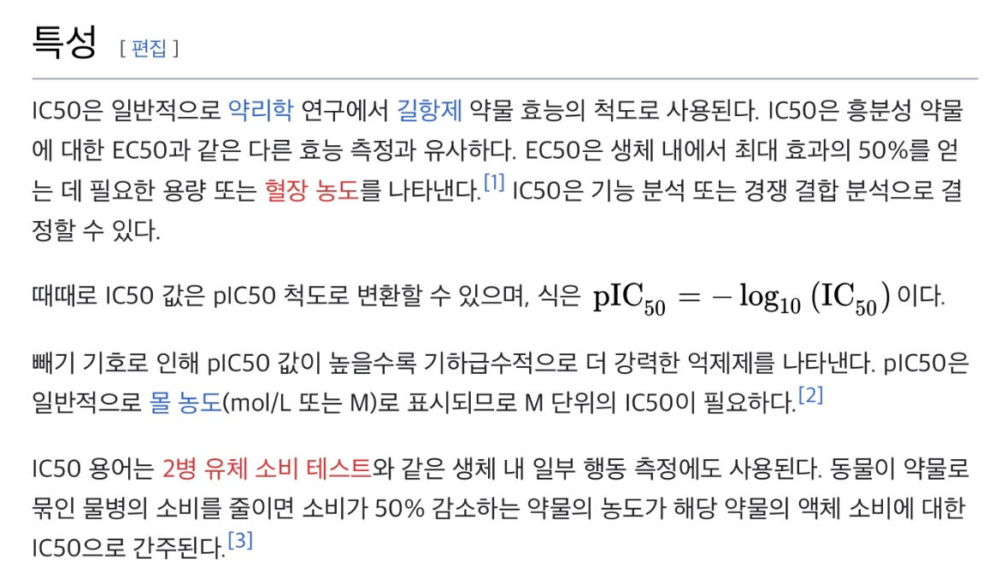 특성 [ 편집 ]
IC50은 일반적으로 약리학 연구에서 길항제 약물 효능의 척도로 사용된다. IC50은 흥분성 약물
에 대한 EC50과 같은 다른 효능 측정과 유사하다. EC50은 생체 내에서 최대 효과의 50%를 얻
는 데 필요한 용량 또는 혈장 농도를 나타낸다.[1] IC50은 기능 분석 또는 경쟁 결합 분석으로 결
정할 수 있다.
때때로 IC50 값은 pIC50 척도로 변환할 수 있으며, 식은 pIC₅₀ = − log₁₀ (IC₅₀) 이다.
빼기 기호로 인해 pIC50 값이 높을수록 기하급수적으로 더 강력한 억제제를 나타낸다. pIC50은
일반적으로 몰 농도(mol/L 또는 M)로 표시되므로 M 단위의 IC50이 필요하다.[2]
IC50 용어는 2병 유체 소비 테스트와 같은 생체 내 일부 행동 측정에도 사용된다. 동물이 약물로
묶인 물병의 소비를 줄이면 소비가 50% 감소하는 약물의 농도가 해당 약물의 액체 소비에 대한
IC50으로 간주된다.[3]